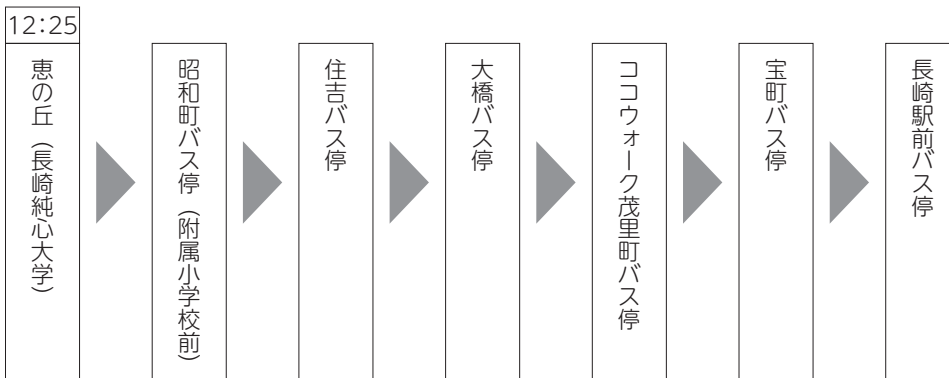 12:25
恵の丘（長崎純心大学）
昭和町バス停（附属小学校前）
住吉バス停
大橋バス停
ココウォーク茂里町バス停
宝町バス停
長崎駅前バス停